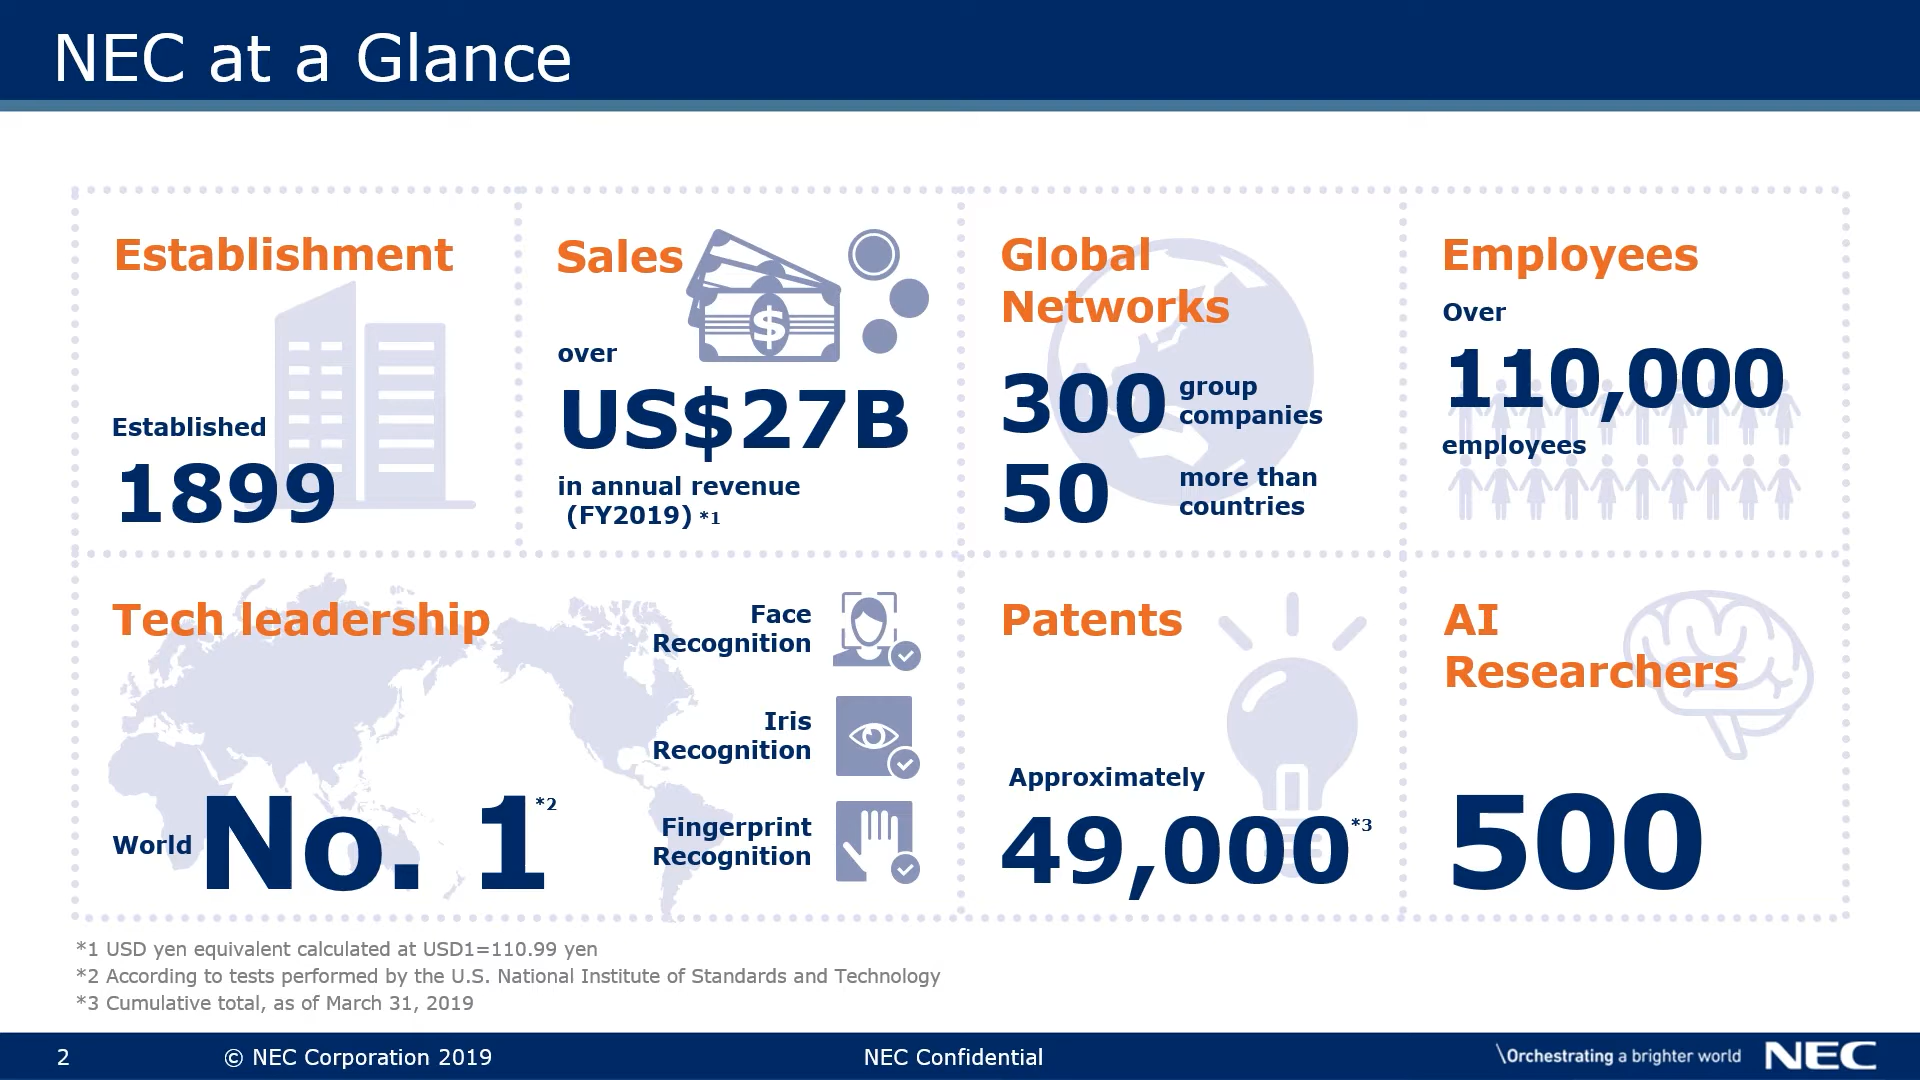 NEC at a Glance
Establishment
Established
1899
Sales
over
US$27B
in annual revenue
(FY2019) *1
Global
Networks
300 group
companies
50 more than
countries
Employees
Over
110,000
employees
Tech leadership
World No. 1 *2
Face
Recognition
Iris
Recognition
Fingerprint
Recognition
Patents
Approximately
49,000 *3
AI
Researchers
500
*1 USD yen equivalent calculated at USD1=110.99 yen
*2 According to tests performed by the U.S. National Institute of Standards and Technology
*3 Cumulative total, as of March 31, 2019
2 © NEC Corporation 2019 NEC Confidential \Orchestrating a brighter world NEC